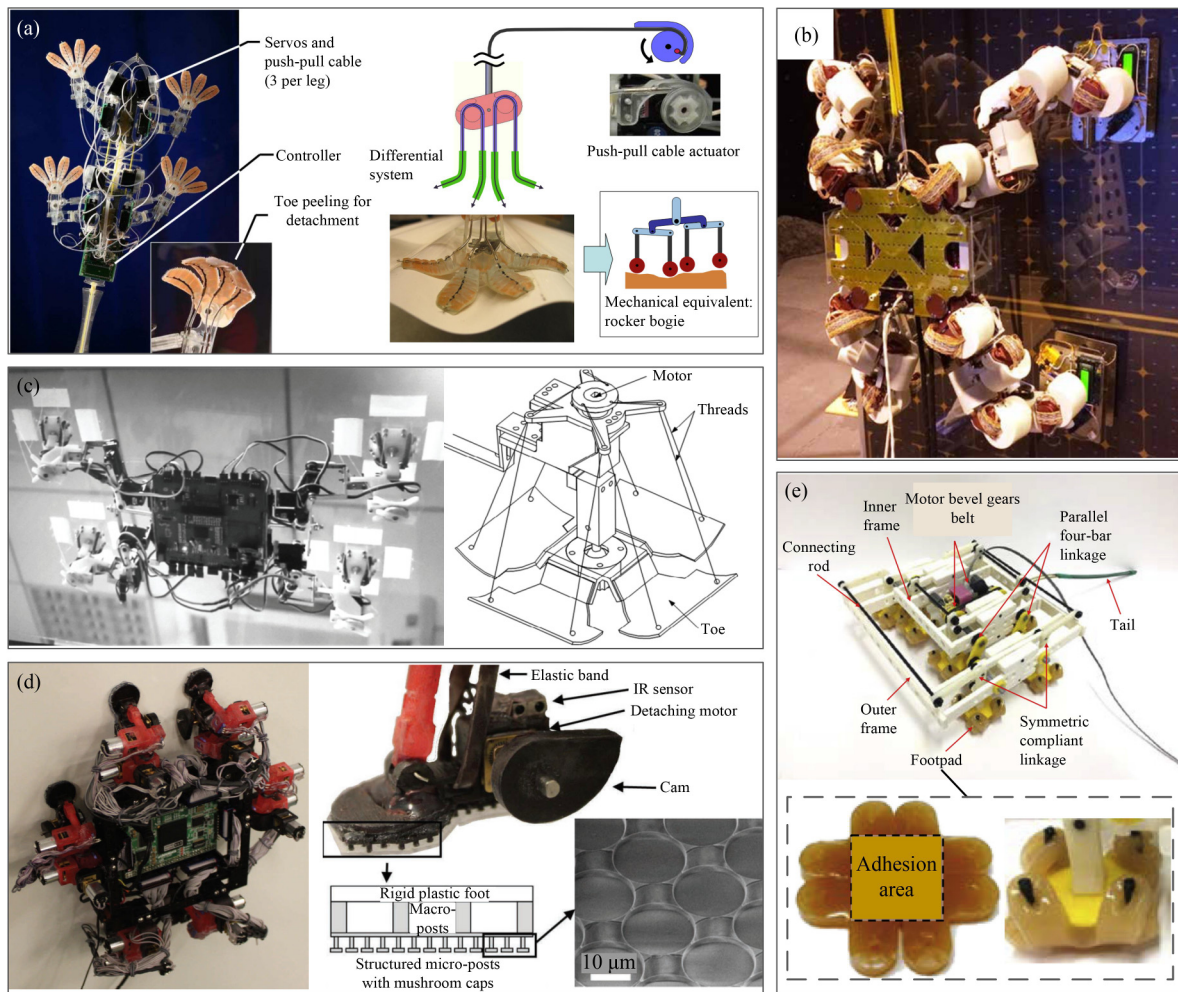 (a)
Servos and
push-pull cable
(3 per leg)
Controller
Toe peeling for
detachment
Differential
system
Push-pull cable actuator
Mechanical equivalent:
rocker bogie
(b)
(c)
Motor
Threads
Toe
(d)
Elastic band
IR sensor
Detaching motor
Cam
Rigid plastic foot
Macro-
posts
Structured micro-posts
with mushroom caps
10 μm
(e)
Motor bevel gears
belt
Inner
frame
Connecting
rod
Parallel
four-bar
linkage
Tail
Outer
frame
Symmetric
compliant
linkage
Footpad
Adhesion
area